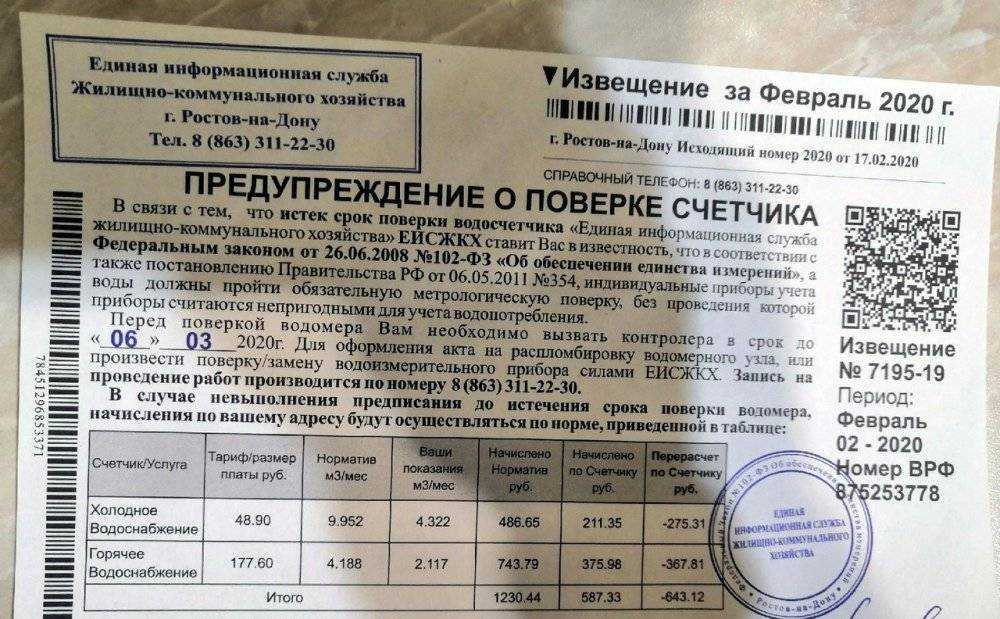 Единая информационная служба
Жилищно-коммунального хозяйства
г. Ростов-на-Дону
Тел. 8 (863) 311-22-30
▼Извещение за Февраль 2020 г.
г. Ростов-на-Дону Исходящий номер 2020 от 17.02.2020
СПРАВОЧНЫЙ ТЕЛЕФОН: 8 (863) 311-22-30
ПРЕДУПРЕЖДЕНИЕ О ПОВЕРКЕ СЧЕТЧИКА
В связи с тем, что истек срок поверки водосчетчика «Единая информационная служба
жилищно-коммунального хозяйства» ЕИСЖКХ ставит Вас в известность, что в соответствии с
Федеральным законом от 26.06.2008 №102-ФЗ «Об обеспечении единства измерений», а
также постановлению Правительства РФ от 06.05.2011 №354, индивидуальные приборы учета
воды должны пройти обязательную метрологическую поверку, без проведения которой
приборы считаются непригодными для учета водопотребления.
Перед поверкой водомера Вам необходимо вызвать контролера в срок до
« 06 » 03 2020г. Для оформления акта на распломбировку водомерного узла, или
произвести поверку/замену водоизмерительного прибора силами ЕИСЖКХ. Запись на
проведение работ производится по номеру 8 (863) 311-22-30.
В случае невыполнения предписания до истечения срока поверки водомера,
начисления по вашему адресу будут осуществляться по норме, приведенной в таблице:
Счетчик/Услуга Тариф/размер платы руб. Норматив м3/мес Ваши показания м3/мес Начислено Норматив руб. Начислено по Счетчику руб. Перерасчет по Счетчику руб.
Холодное Водоснабжение 48.90 9.952 4.322 486.65 211.35 -275.31
Горячее Водоснабжение 177.60 4.188 2.117 743.79 375.98 -367.81
Итого 1230.44 587.33 -643.12
Извещение
№ 7195-19
Период:
Февраль
02 - 2020
Номер ВРФ
875253778
ЕДИНАЯ
ИНФОРМАЦИОННАЯ СЛУЖБА
ЖИЛИЩНО-КОММУНАЛЬНОГО
ХОЗЯЙСТВА
Ростов-на-Дону
78451296853371